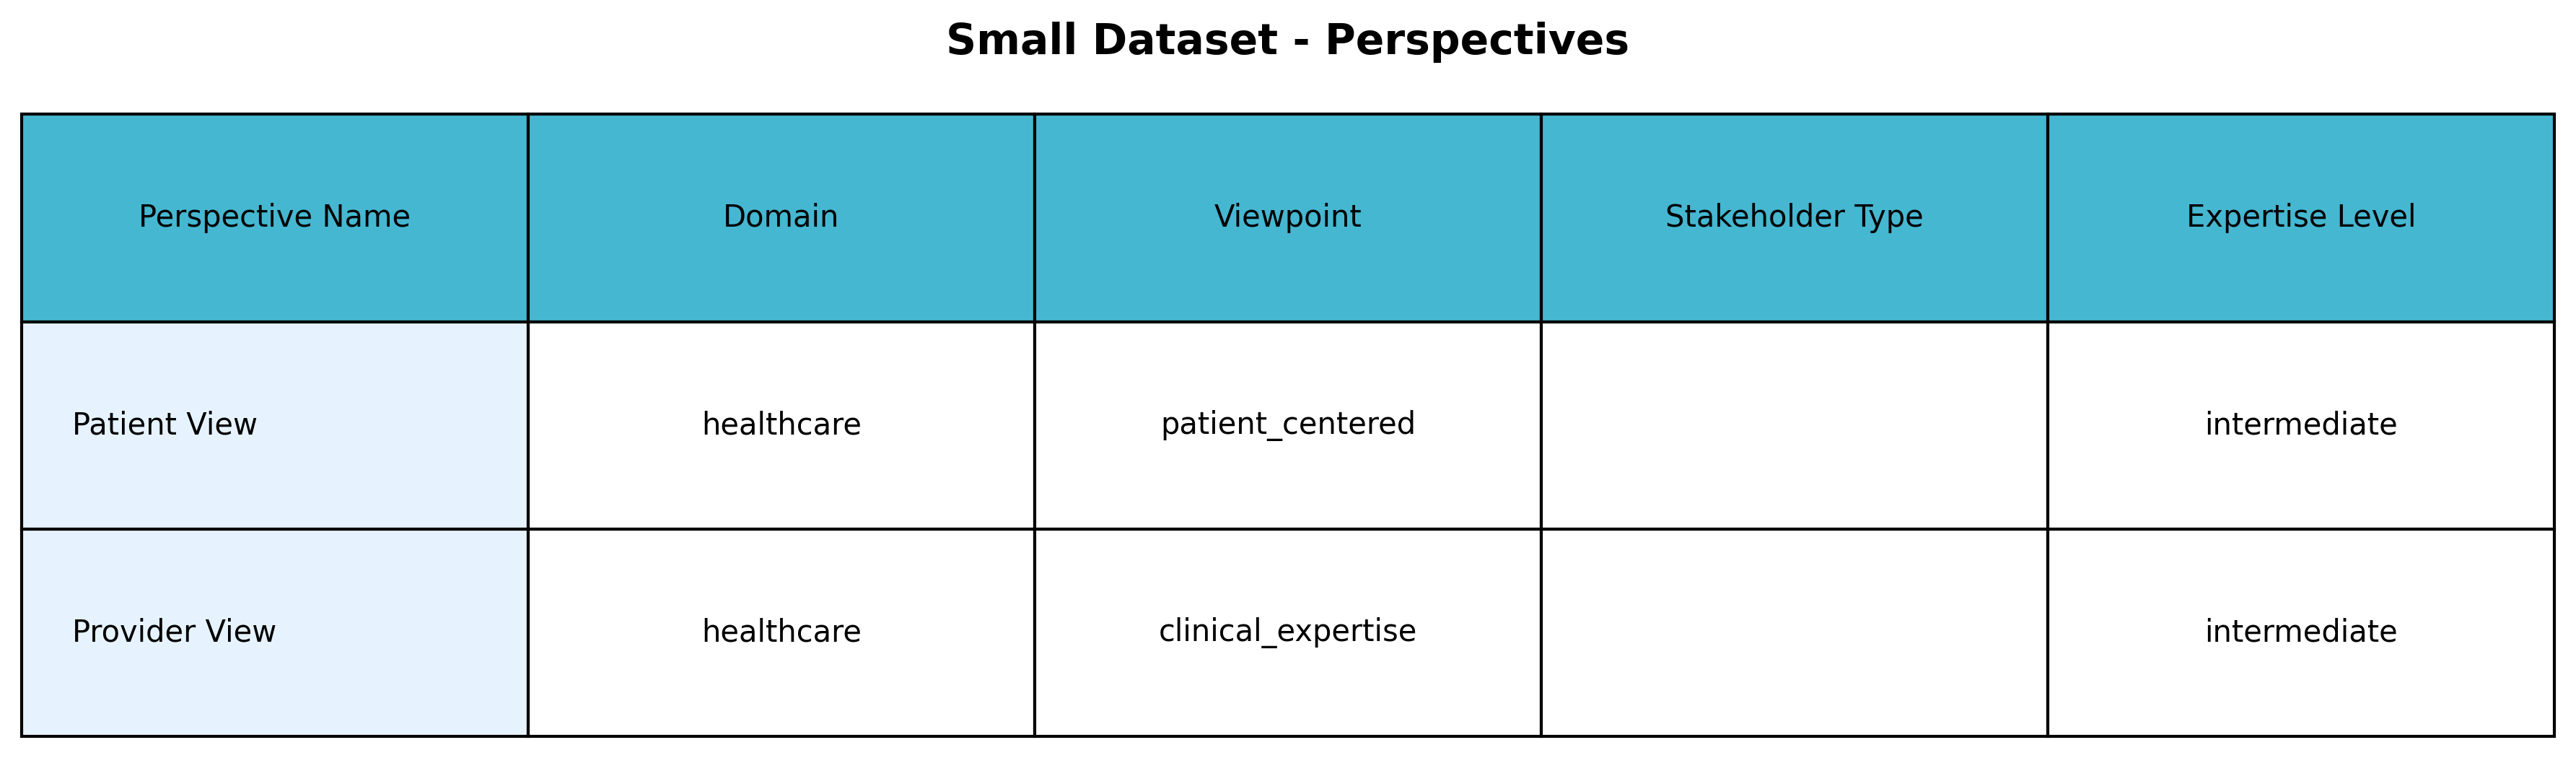 Small Dataset - Perspectives
Perspective Name Domain Viewpoint Stakeholder Type Expertise Level
Patient View healthcare patient_centered intermediate
Provider View healthcare clinical_expertise intermediate